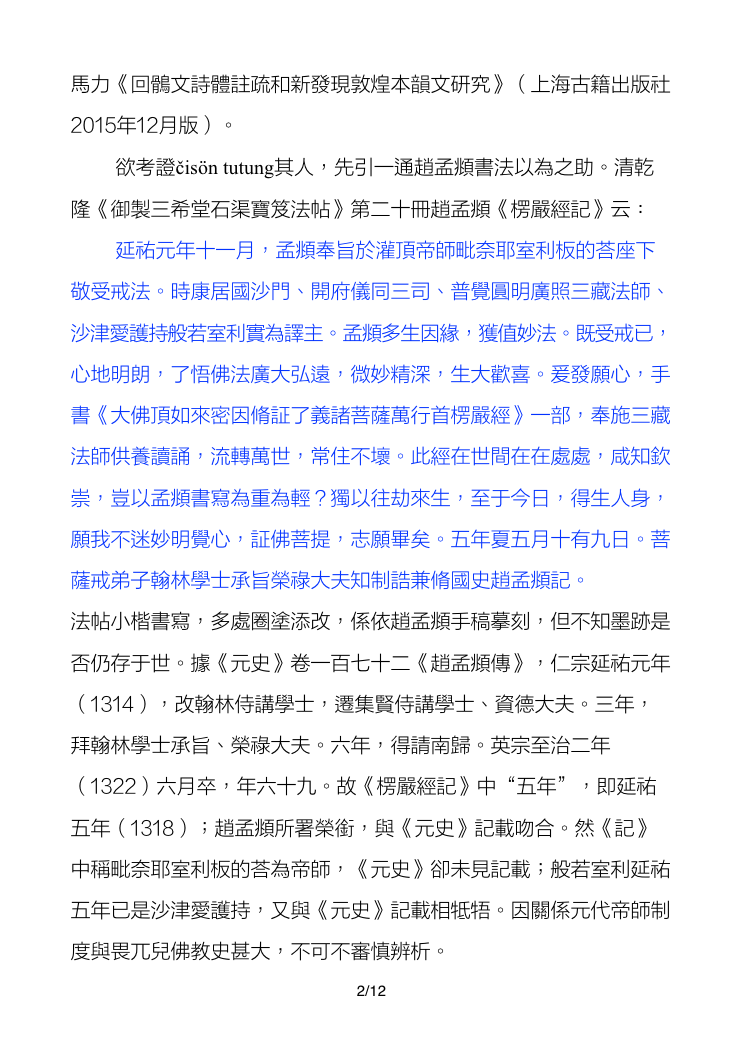 馬力《回鶻文詩體註疏和新發現敦煌本韻文研究》（上海古籍出版社
2015年12月版）。
欲考證čisön tutung其人，先引一通趙孟頫書法以為之助。清乾
隆《御製三希堂石渠寶笈法帖》第二十冊趙孟頫《楞嚴經記》云：
延祐元年十一月，孟頫奉旨於灌頂帝師毗奈耶室利板的荅座下
敬受戒法。時康居國沙門、開府儀同三司、普覺圓明廣照三藏法師、
沙津愛護持般若室利實為譯主。孟頫多生因緣，獲值妙法。既受戒已，
心地明朗，了悟佛法廣大弘遠，微妙精深，生大歡喜。爰發願心，手
書《大佛頂如來密因脩証了義諸菩薩萬行首楞嚴經》一部，奉施三藏
法師供養讀誦，流轉萬世，常住不壞。此經在世間在在處處，咸知欽
崇，豈以孟頫書寫為重為輕？獨以往劫來生，至于今日，得生人身，
願我不迷妙明覺心，証佛菩提，志願畢矣。五年夏五月十有九日。菩
薩戒弟子翰林學士承旨榮祿大夫知制誥兼脩國史趙孟頫記。
法帖小楷書寫，多處圈塗添改，係依趙孟頫手稿摹刻，但不知墨跡是
否仍存于世。據《元史》卷一百七十二《趙孟頫傳》，仁宗延祐元年
（1314），改翰林侍講學士，遷集賢侍講學士、資德大夫。三年，
拜翰林學士承旨、榮祿大夫。六年，得請南歸。英宗至治二年
（1322）六月卒，年六十九。故《楞嚴經記》中“五年”，即延祐
五年（1318）；趙孟頫所署榮銜，與《元史》記載吻合。然《記》
中稱毗奈耶室利板的荅為帝師，《元史》卻未見記載；般若室利延祐
五年已是沙津愛護持，又與《元史》記載相牴牾。因關係元代帝師制
度與畏兀兒佛教史甚大，不可不審慎辨析。
2/12